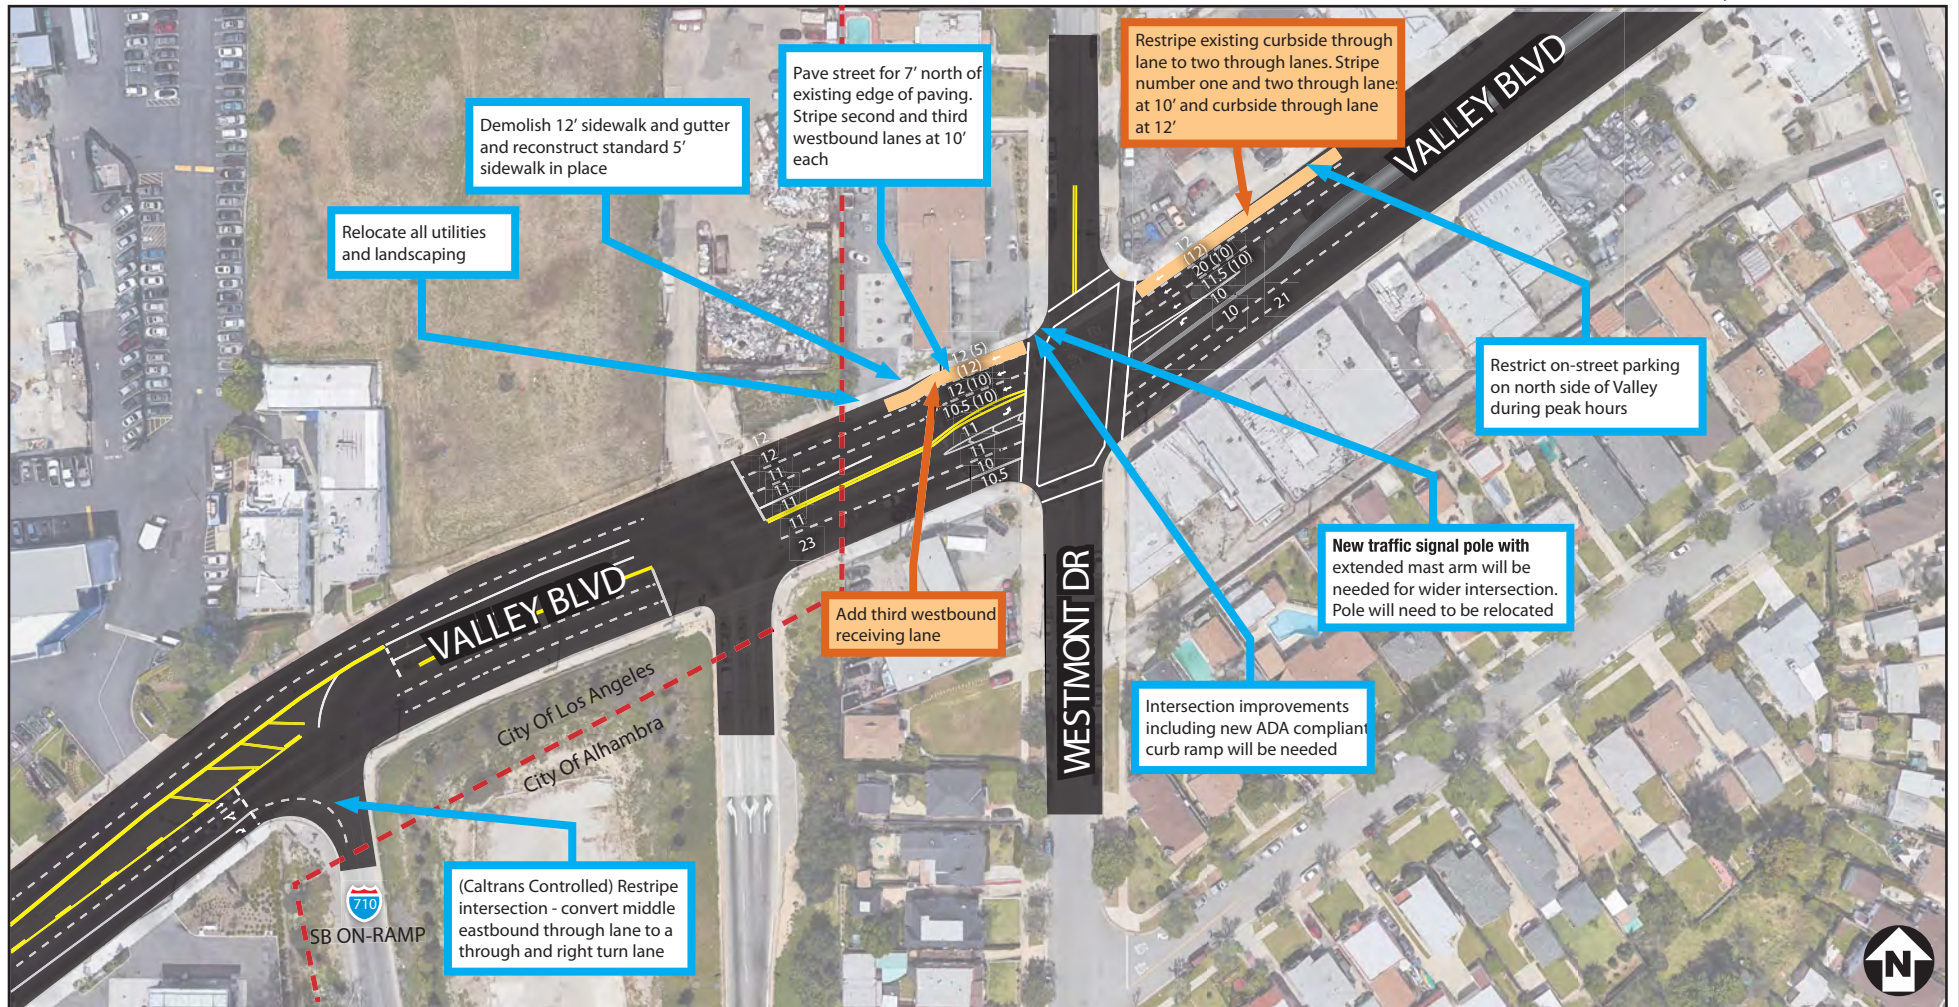 Restripe existing curbside through
lane to two through lanes. Stripe
number one and two through lanes
at 10’ and curbside through lane
at 12’
VALLEY BLVD
Pave street for 7’ north of
existing edge of paving.
Stripe second and third
westbound lanes at 10’
each
Demolish 12’ sidewalk and gutter
and reconstruct standard 5’
sidewalk in place
Relocate all utilities
and landscaping
12
(12)
20 (10)
11.5 (10)
10
10
21
Restrict on-street parking
on north side of Valley
during peak hours
12 (5)
(12)
12 (10)
10.5 (10)
11
11
10
10.5
12
12
11
11
11
11
23
New traffic signal pole with
extended mast arm will be
needed for wider intersection.
Pole will need to be relocated
VALLEY BLVD
Add third westbound
receiving lane
WESTMONT DR
City Of Los Angeles
City Of Alhambra
Intersection improvements
including new ADA compliant
curb ramp will be needed
(Caltrans Controlled) Restripe
intersection - convert middle
eastbound through lane to a
through and right turn lane
710
SB ON-RAMP
N